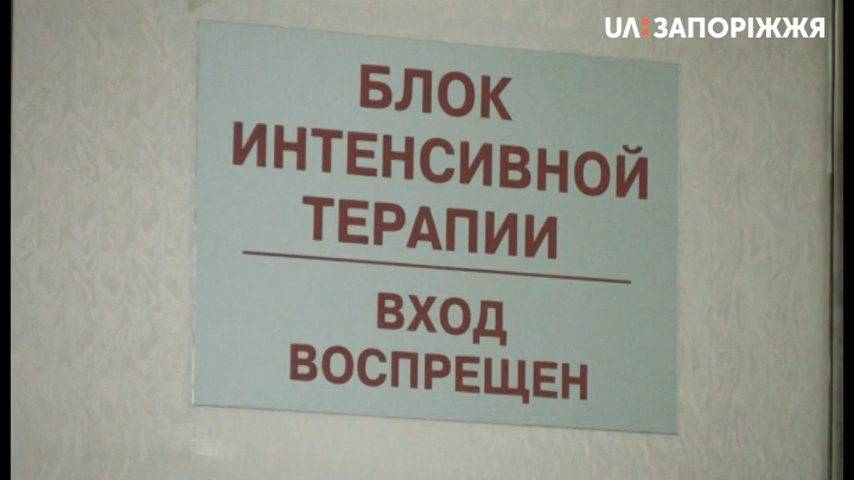 UA:ЗАПОРІЖЖЯ
БЛОК
ИНТЕНСИВНОЙ
ТЕРАПИИ
ВХОД
ВОСПРЕЩЕН